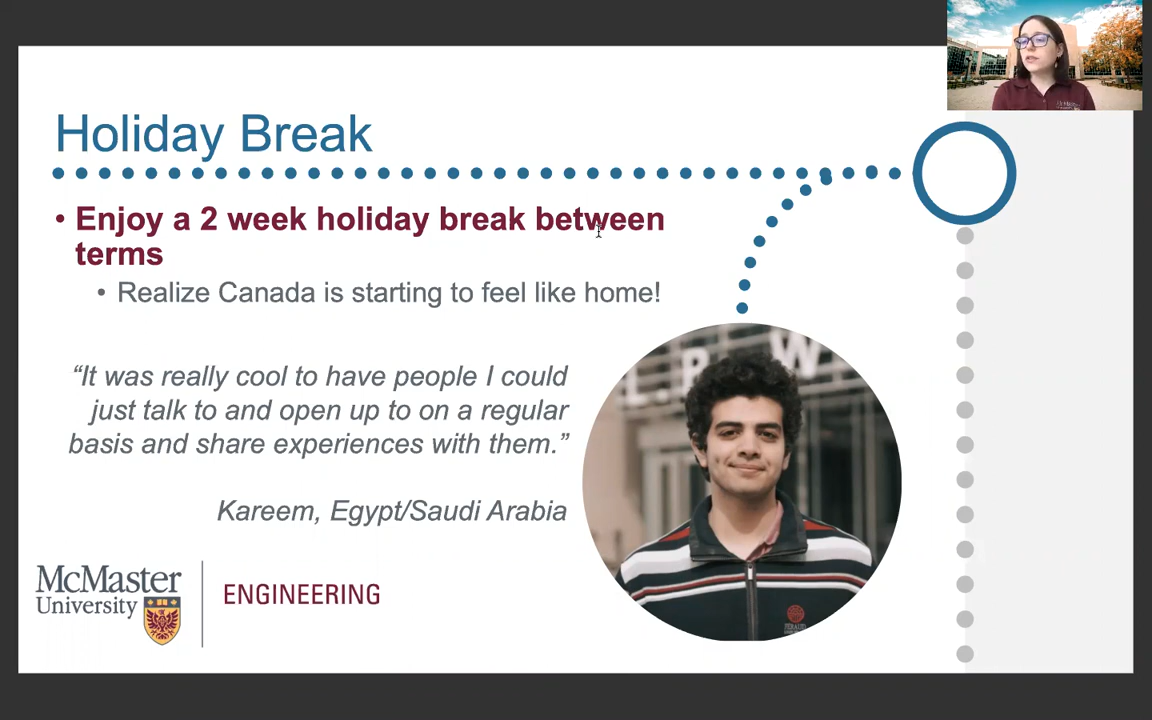 Holiday Break
• Enjoy a 2 week holiday break between
terms
• Realize Canada is starting to feel like home!
“It was really cool to have people I could
just talk to and open up to on a regular
basis and share experiences with them.”
Kareem, Egypt/Saudi Arabia
McMaster
University
ENGINEERING